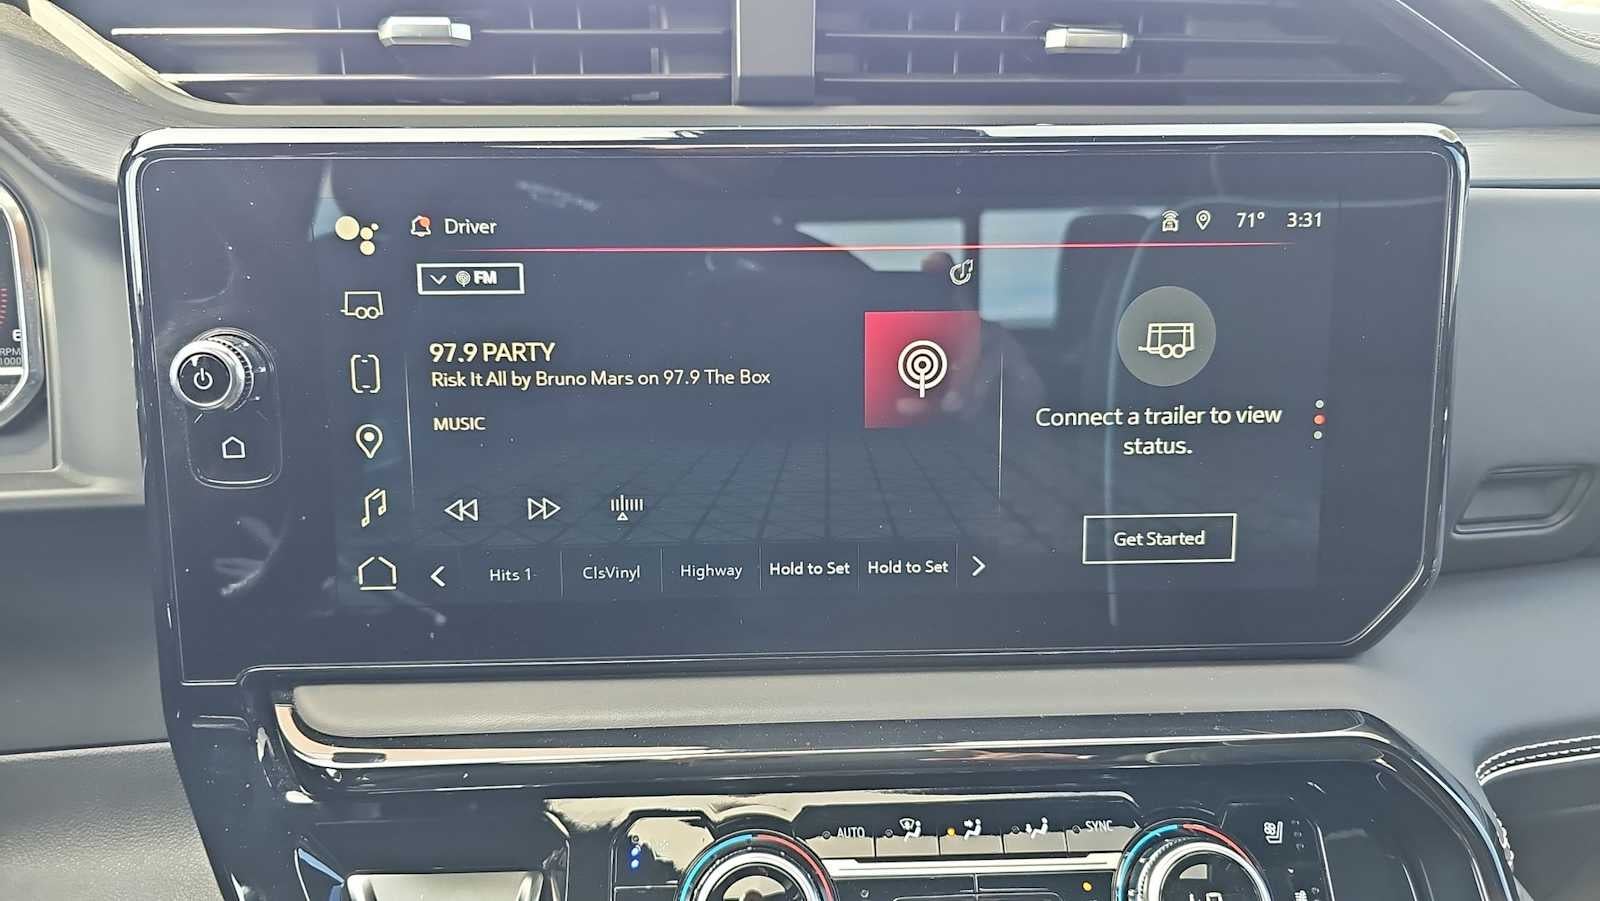 Driver
71° 3:31
FM
97.9 PARTY
Risk It All by Bruno Mars on 97.9 The Box
MUSIC
Connect a trailer to view
status.
Get Started
Hits 1
ClsVinyl
Highway
Hold to Set
Hold to Set
RPM
AUTO
SYNC